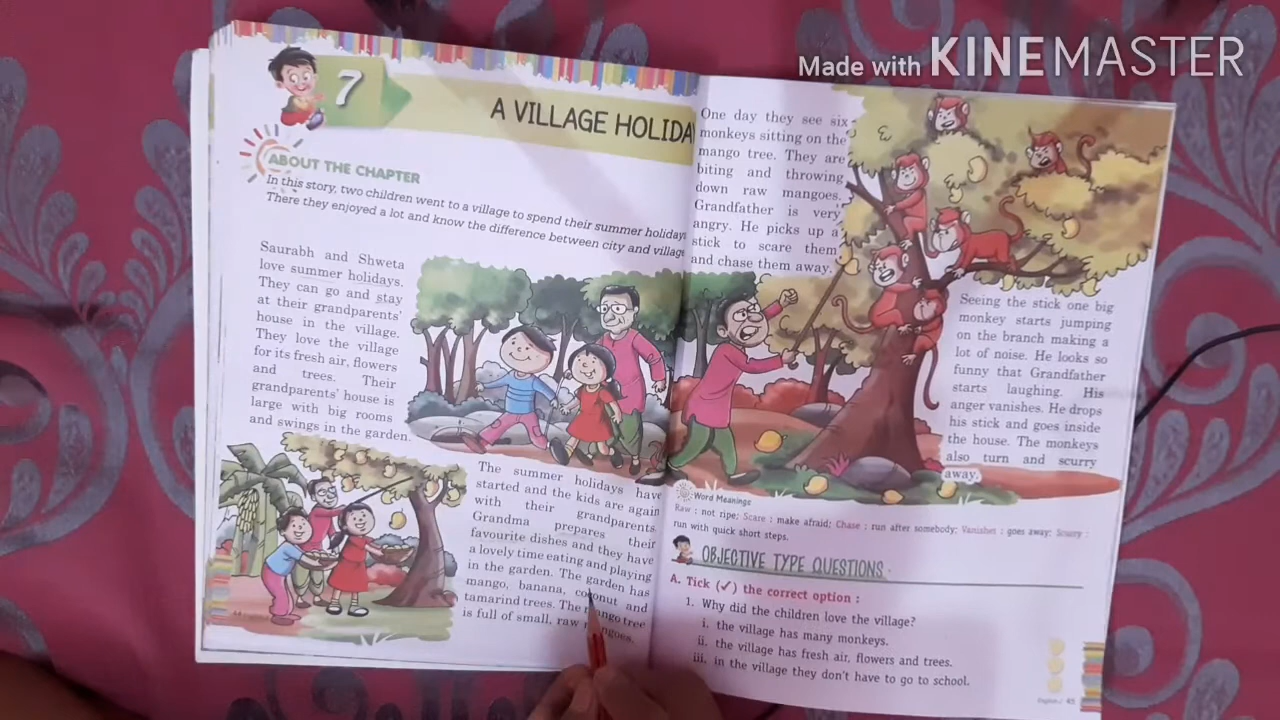 Made with KINEMASTER
7
A VILLAGE HOLIDA
ABOUT THE CHAPTER
In this story, two children went to a village to spend their summer holidays
There they enjoyed a lot and know the difference between city and village
Saurabh and Shweta
love summer holidays.
They can go and stay
at their grandparents'
house in the village.
They love the village
for its fresh air, flowers
and trees. Their
grandparents' house is
large with big rooms
and swings in the garden.
The summer holidays have
started and the kids are again
with their grandparents.
Grandma prepares their
favourite dishes and they have
a lovely time eating and playing
in the garden. The garden has
mango, banana, coconut and
tamarind trees. The mango tree
is full of small, raw mangoes.
One day they see six
monkeys sitting on the
mango tree. They are
biting and throwing
down raw mangoes.
Grandfather is very
angry. He picks up a
stick to scare them
and chase them away.
Seeing the stick one big
monkey starts jumping
on the branch making a
lot of noise. He looks so
funny that Grandfather
starts laughing. His
anger vanishes. He drops
his stick and goes inside
the house. The monkeys
also turn and scurry
away.
Word Meanings
Raw : not ripe; Scare : make afraid; Chase : run after somebody; Vanishes : goes away; Scurry :
run with quick short steps.
OBJECTIVE TYPE QUESTIONS
A. Tick (✓) the correct option :
1. Why did the children love the village?
i. the village has many monkeys.
ii. the village has fresh air, flowers and trees.
iii. in the village they don't have to go to school.